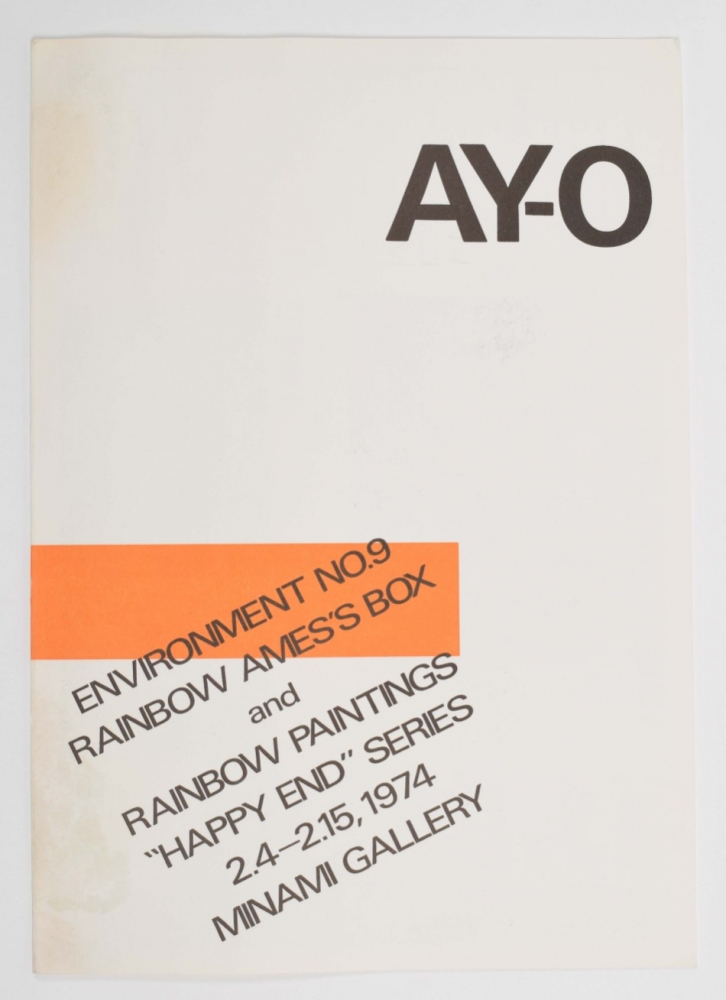 AY-O
ENVIRONMENT NO.9
RAINBOW AMES'S BOX
and
RAINBOW PAINTINGS
"HAPPY END" SERIES
2.4–2.15, 1974
MINAMI GALLERY